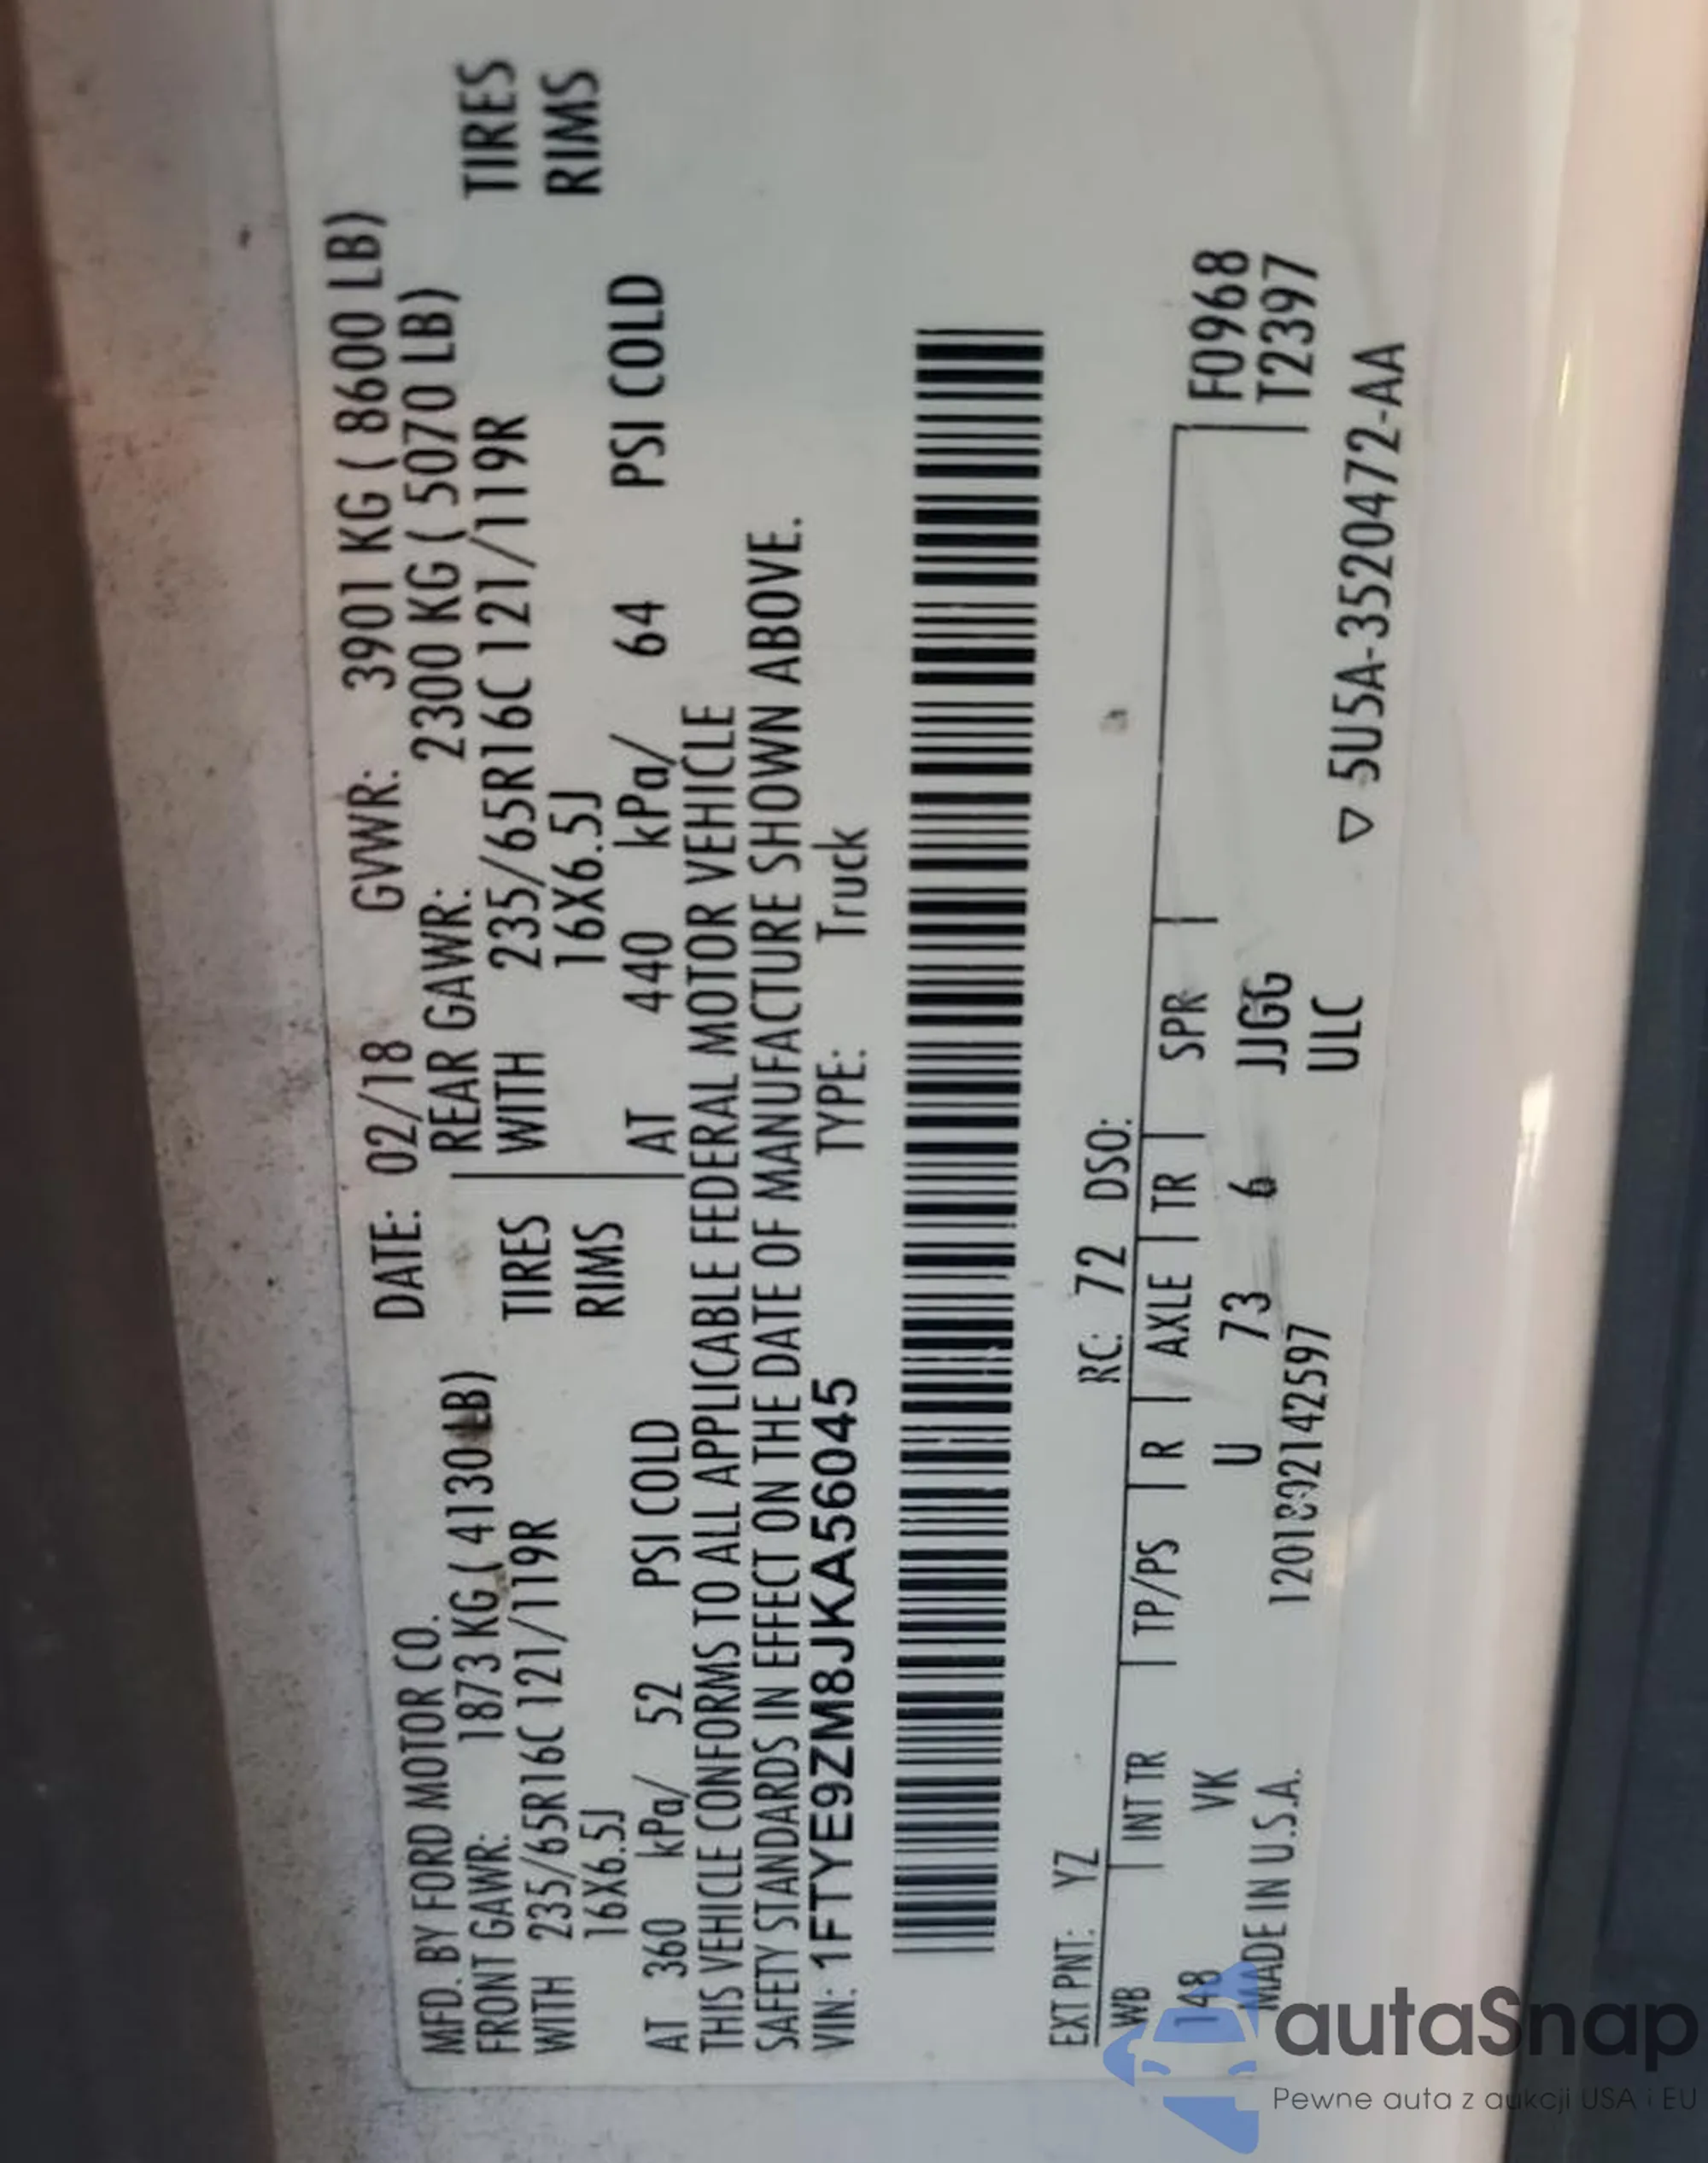 MFD. BY FORD MOTOR CO. DATE: 02/18 GVWR: 3901 KG ( 8600 LB)
FRONT GAWR: 1873 KG ( 4130 LB) REAR GAWR: 2300 KG ( 5070 LB)
WITH 235/65R16C 121/119R TIRES WITH 235/65R16C 121/119R TIRES
16X6.5J RIMS 16X6.5J RIMS
AT 360 kPa/ 52 PSI COLD AT 440 kPa/ 64 PSI COLD
THIS VEHICLE CONFORMS TO ALL APPLICABLE FEDERAL MOTOR VEHICLE
SAFETY STANDARDS IN EFFECT ON THE DATE OF MANUFACTURE SHOWN ABOVE.
VIN: 1FTYE9ZM8JKA56045 TYPE: Truck
EXT PNT: YZ RC: 72 DSO:
WB INT TR TP/PS R AXLE TR SPR F0968
148 VK U 73 6 JJGG T2397
MADE IN U.S.A. 1201802142597 ULC
▽ 5U5A-3520472-AA
autaSnap
Pewne auta z aukcji USA i EU